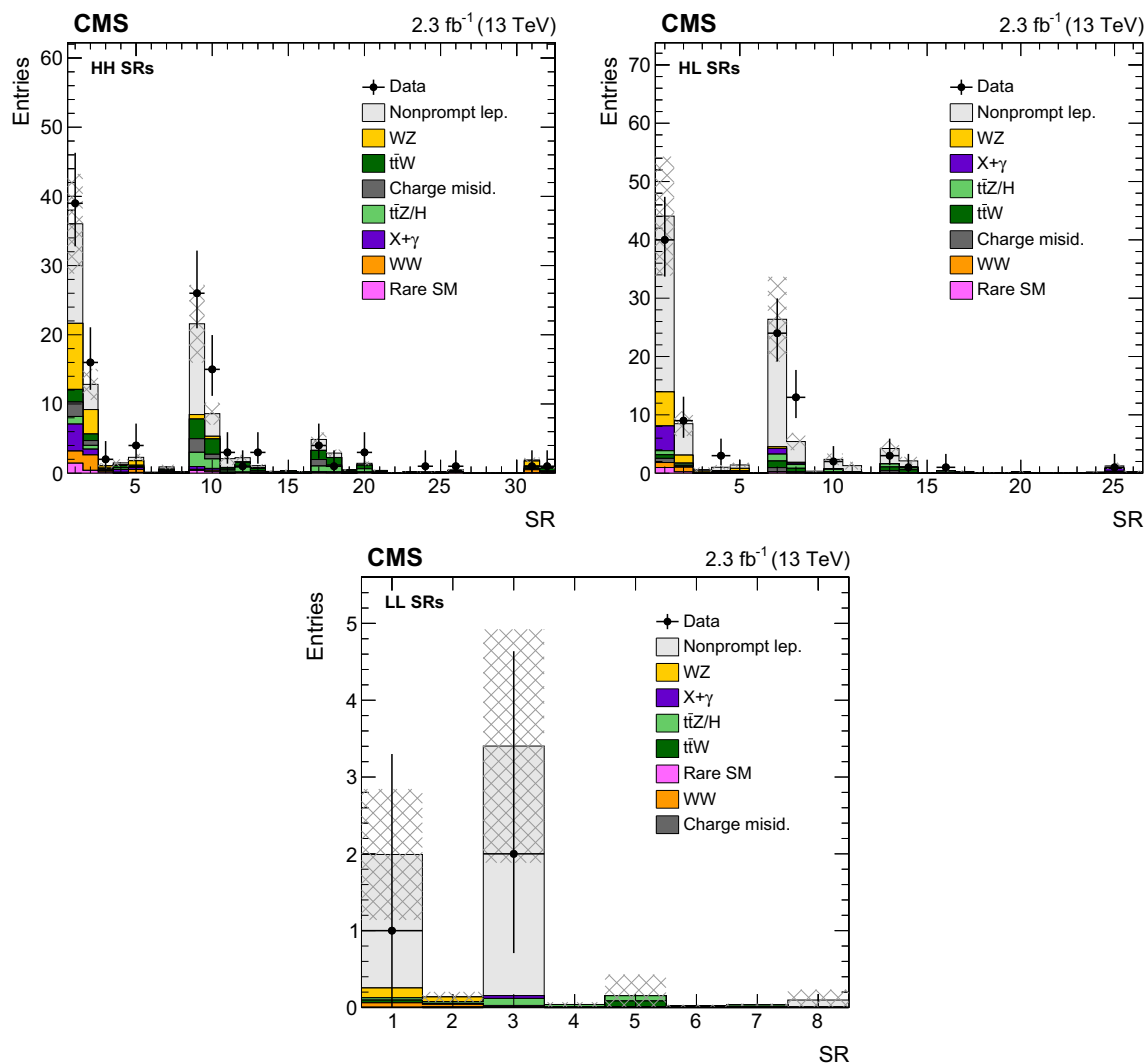 CMS
2.3 fb⁻¹ (13 TeV)
Entries
60
50
40
30
20
10
0
HH SRs
Data
Nonprompt lep.
WZ
tt̄W
Charge misid.
tt̄Z/H
X+γ
WW
Rare SM
5 10 15 20 25 30
SR
CMS
2.3 fb⁻¹ (13 TeV)
Entries
70
60
50
40
30
20
10
0
HL SRs
Data
Nonprompt lep.
WZ
X+γ
tt̄Z/H
tt̄W
Charge misid.
WW
Rare SM
5 10 15 20 25
SR
CMS
2.3 fb⁻¹ (13 TeV)
Entries
5
4
3
2
1
0
LL SRs
Data
Nonprompt lep.
WZ
X+γ
tt̄Z/H
tt̄W
Rare SM
WW
Charge misid.
1 2 3 4 5 6 7 8
SR